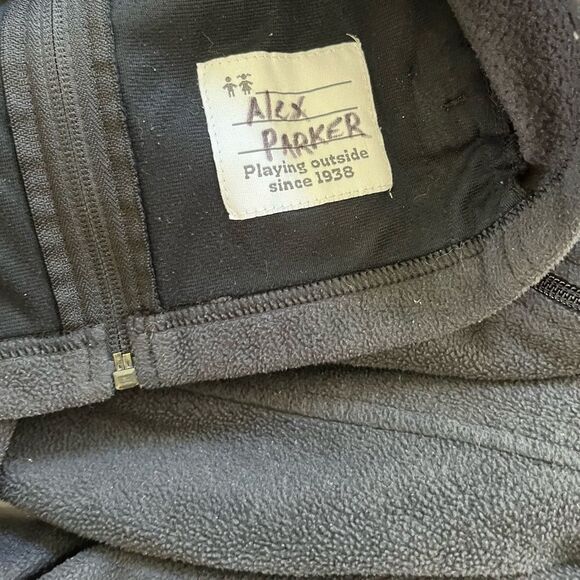 Alex
PARKER
Playing outside
since 1938